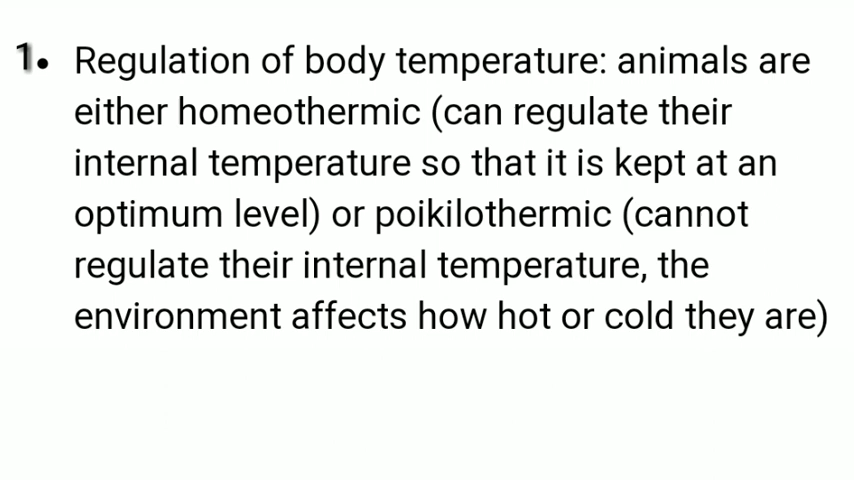 1. • Regulation of body temperature: animals are
either homeothermic (can regulate their
internal temperature so that it is kept at an
optimum level) or poikilothermic (cannot
regulate their internal temperature, the
environment affects how hot or cold they are)